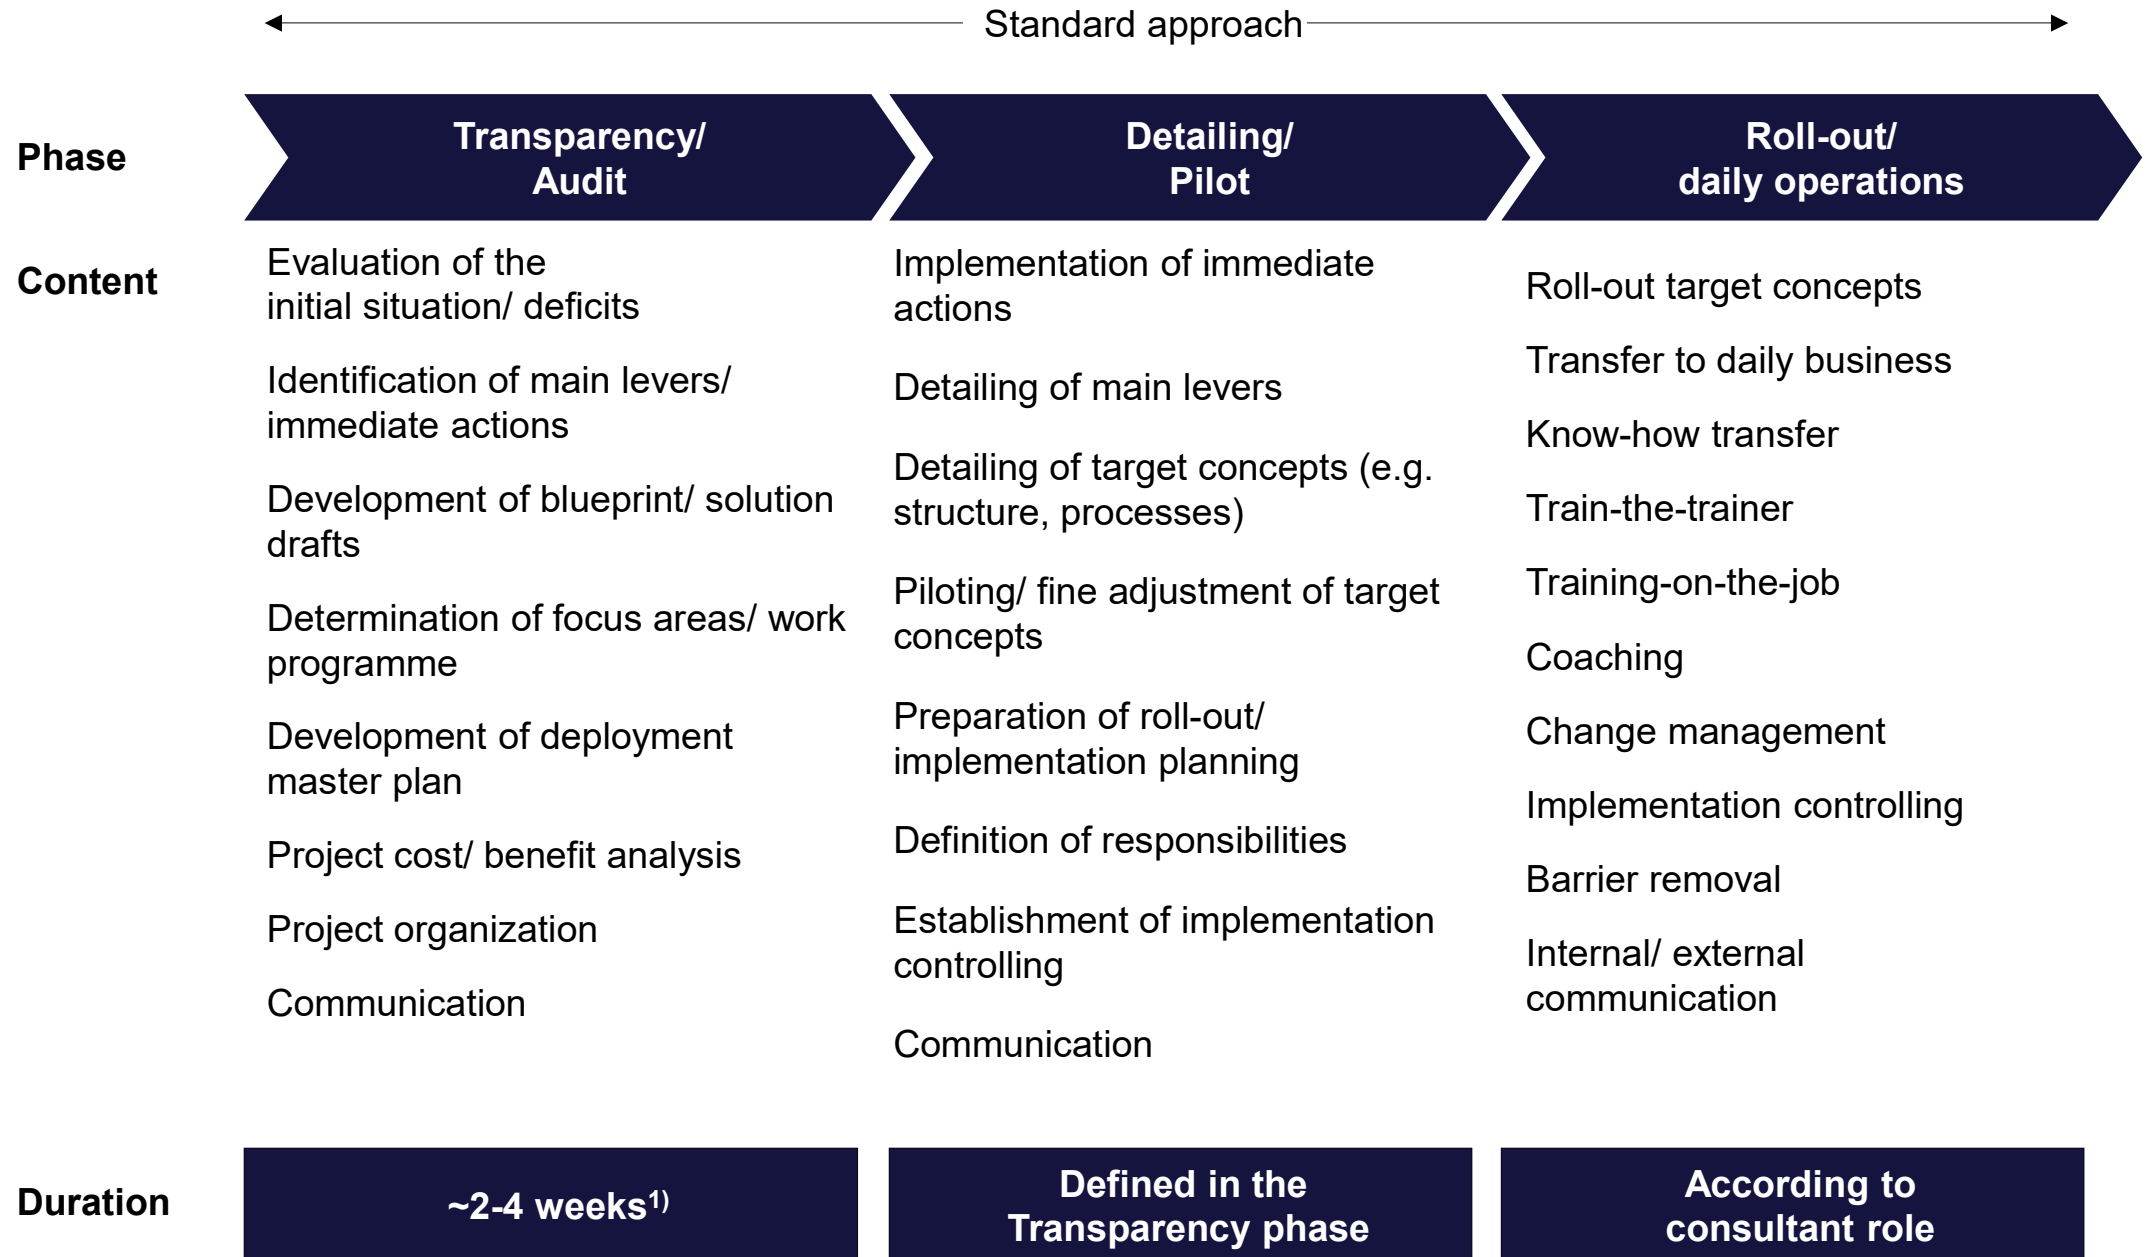 Standard approach
Phase
Transparency/
Audit
Detailing/
Pilot
Roll-out/
daily operations
Content
Evaluation of the
initial situation/ deficits
Identification of main levers/
immediate actions
Development of blueprint/ solution
drafts
Determination of focus areas/ work
programme
Development of deployment
master plan
Project cost/ benefit analysis
Project organization
Communication
Implementation of immediate
actions
Detailing of main levers
Detailing of target concepts (e.g.
structure, processes)
Piloting/ fine adjustment of target
concepts
Preparation of roll-out/
implementation planning
Definition of responsibilities
Establishment of implementation
controlling
Communication
Roll-out target concepts
Transfer to daily business
Know-how transfer
Train-the-trainer
Training-on-the-job
Coaching
Change management
Implementation controlling
Barrier removal
Internal/ external
communication
Duration
~2-4 weeks¹⁾
Defined in the
Transparency phase
According to
consultant role